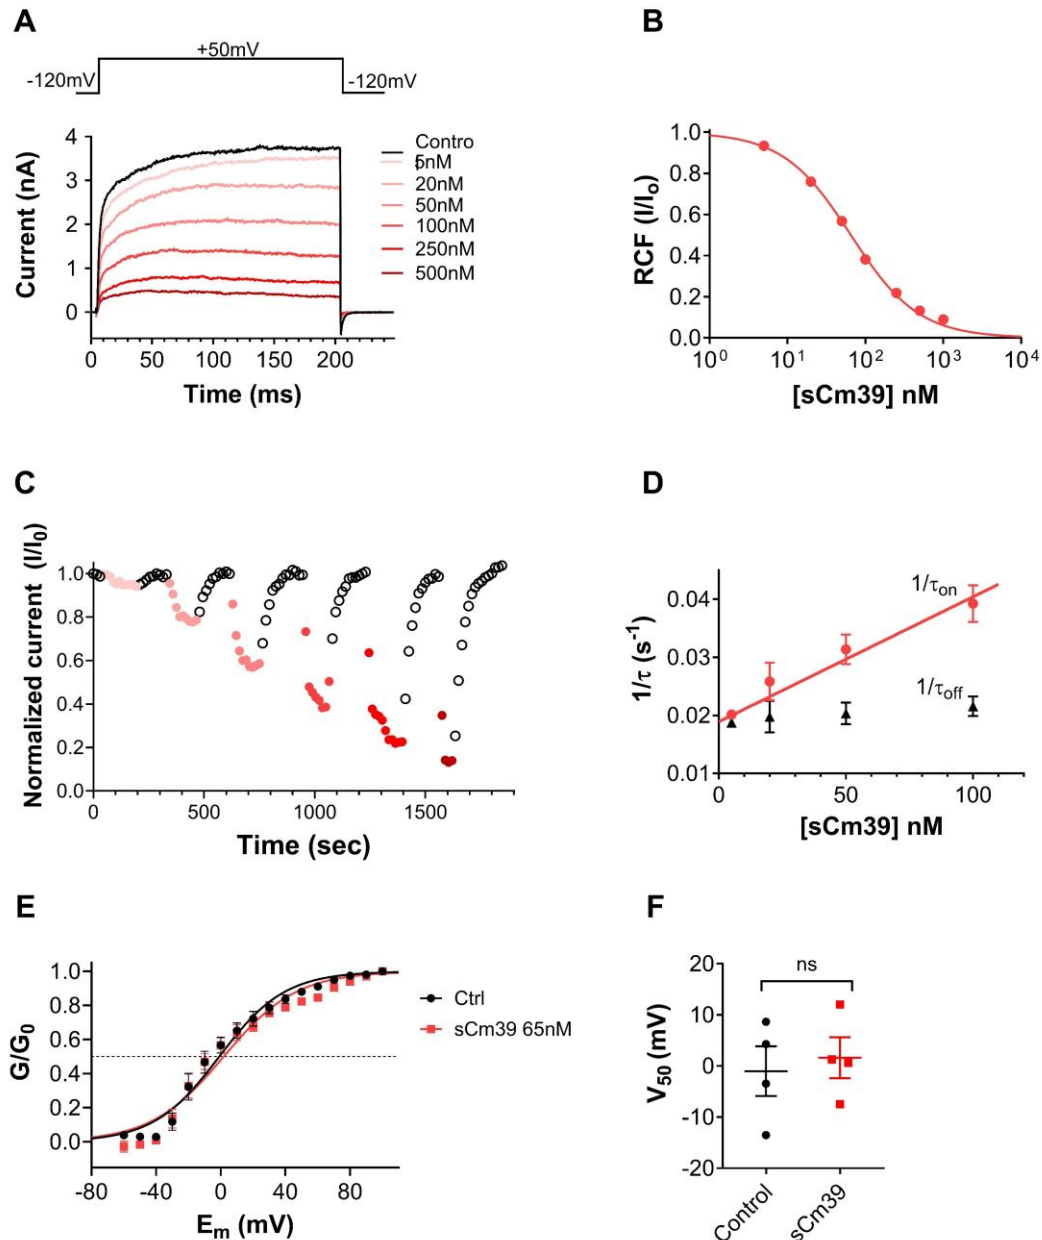 A
+50mV
-120mV
-120mV
4
3
2
1
0
Current (nA)
0 50 100 150 200
Time (ms)
Contro
5nM
20nM
50nM
100nM
250nM
500nM
B
1.0
0.8
0.6
0.4
0.2
0.0
RCF (I/Io)
10⁰ 10¹ 10² 10³ 10⁴
[sCm39] nM
C
Normalized current (I/I₀)
1.0
0.8
0.6
0.4
0.2
0.0
0 500 1000 1500
Time (sec)
D
1/τ (s⁻¹)
0.04
0.03
0.02
0.01
1/τon
1/τoff
0 50 100
[sCm39] nM
E
G/G₀
1.0
0.8
0.6
0.4
0.2
0.0
-80 -40 0 40 80
Em (mV)
Ctrl
sCm39 65nM
F
V₅₀ (mV)
20
10
0
-10
-20
ns
Control
sCm39